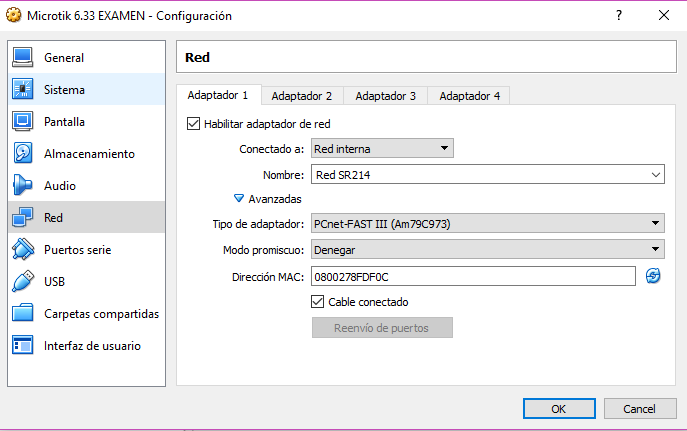 Microtik 6.33 EXAMEN - Configuración
?
General
Sistema
Pantalla
Almacenamiento
Audio
Red
Puertos serie
USB
Carpetas compartidas
Interfaz de usuario
Red
Adaptador 1 Adaptador 2 Adaptador 3 Adaptador 4
Habilitar adaptador de red
Conectado a: Red interna
Nombre: Red SR214
Avanzadas
Tipo de adaptador: PCnet-FAST III (Am79C973)
Modo promiscuo: Denegar
Dirección MAC: 0800278FDF0C
Cable conectado
Reenvío de puertos
OK Cancel